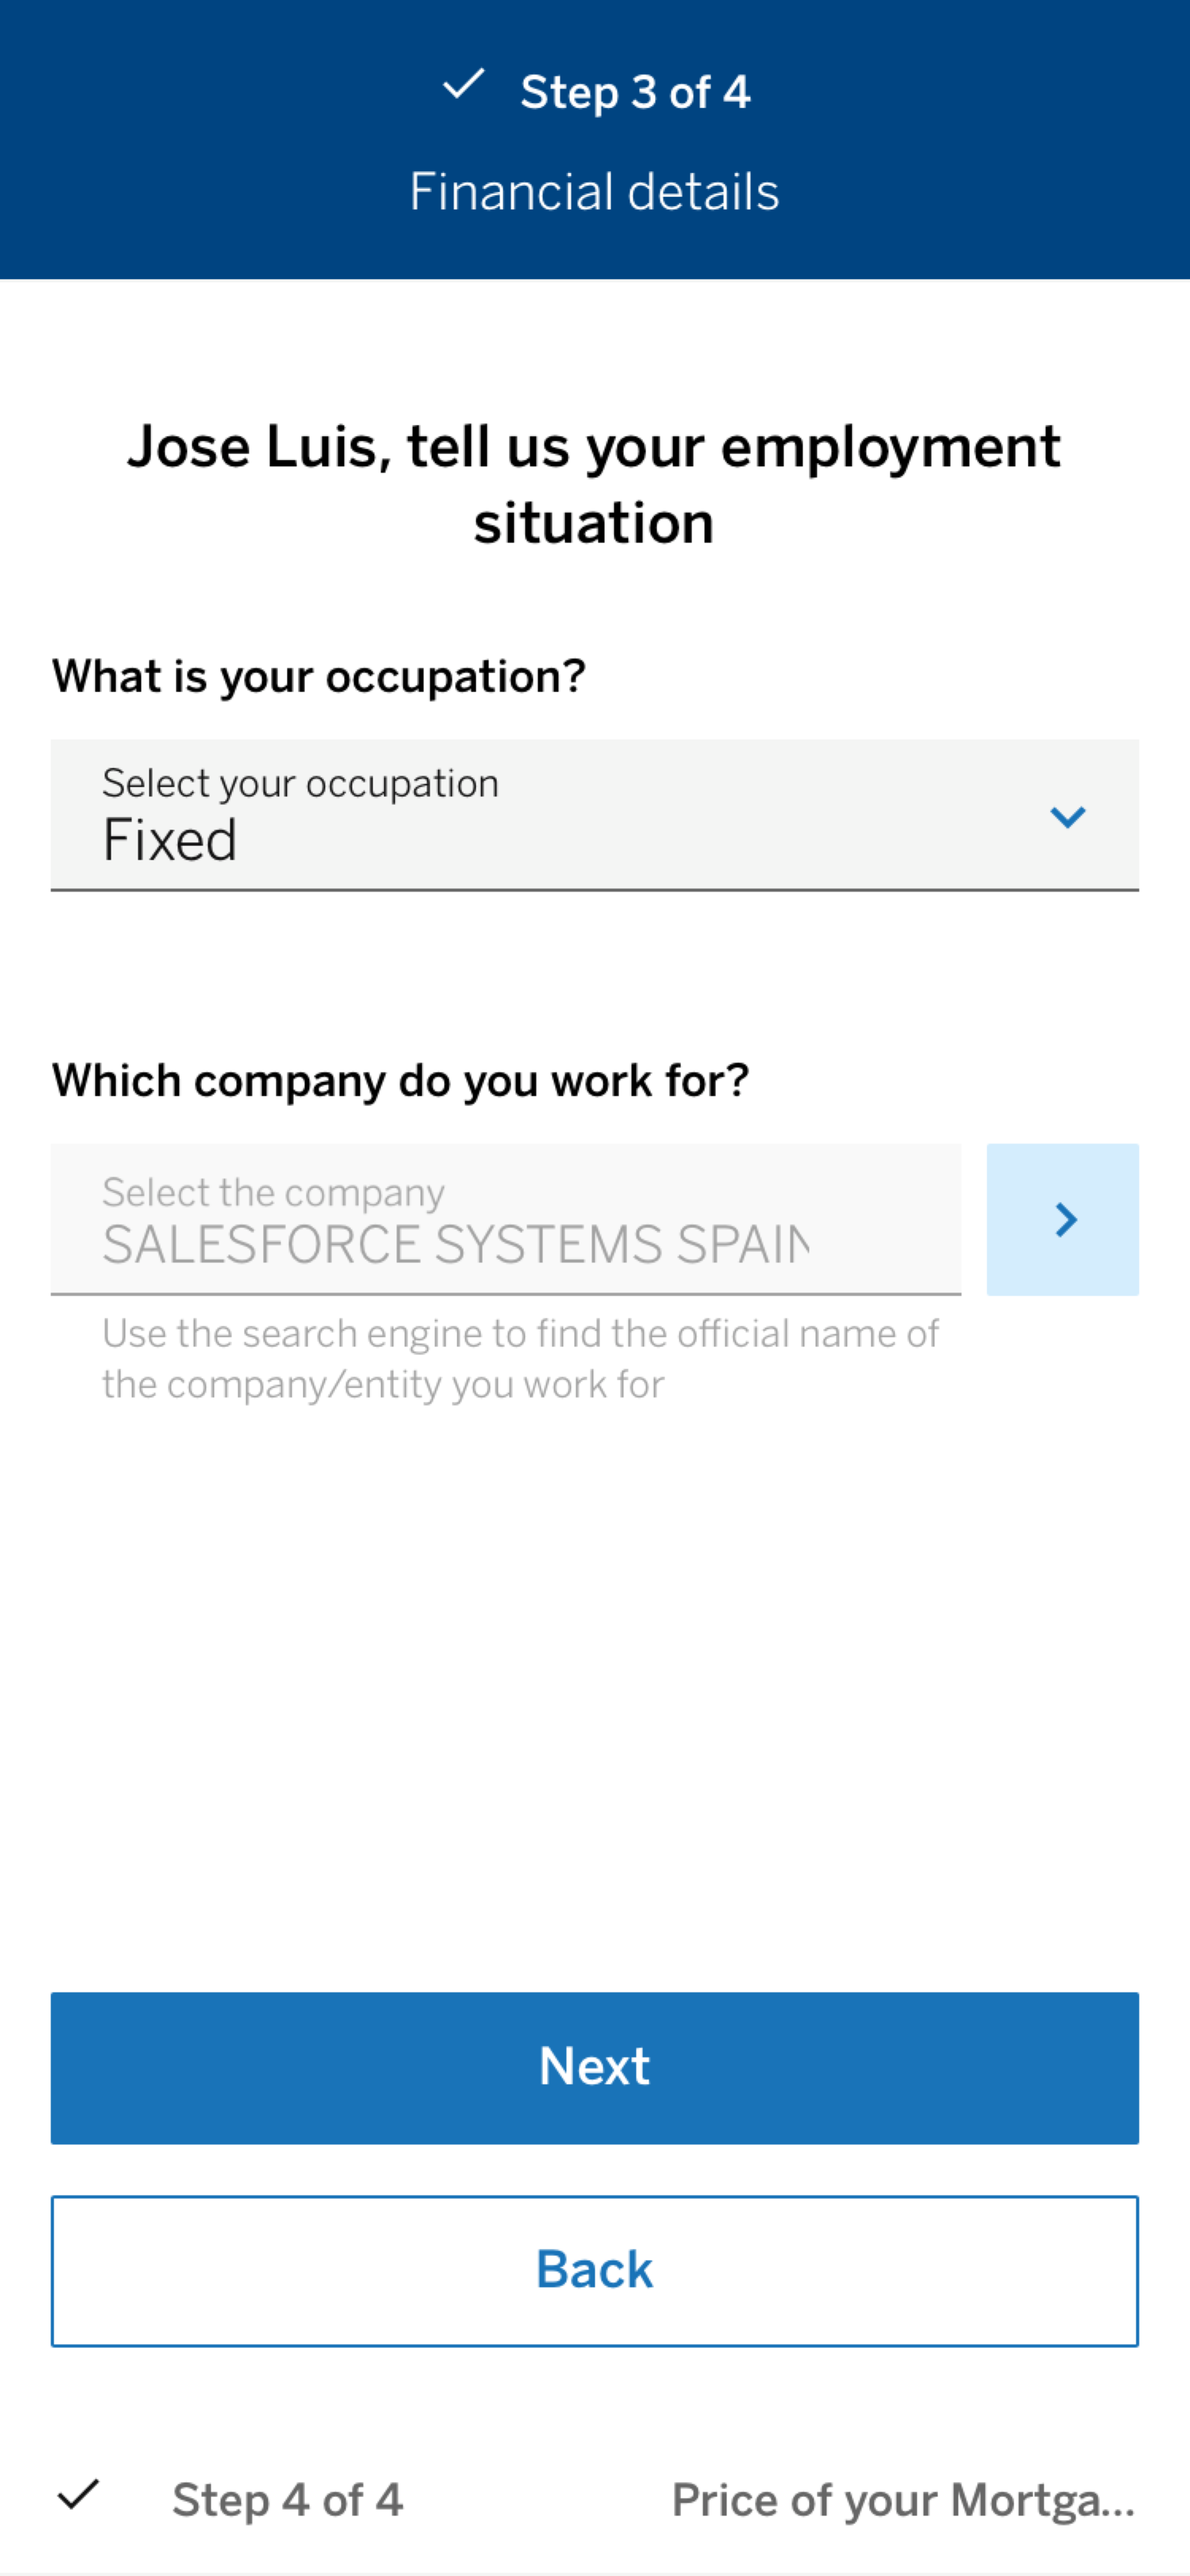 Step 3 of 4
Financial details
Jose Luis, tell us your employment
situation
What is your occupation?
Select your occupation
Fixed
Which company do you work for?
Select the company
SALESFORCE SYSTEMS SPAIN
Use the search engine to find the official name of
the company/entity you work for
Next
Back
Step 4 of 4
Price of your Mortga...